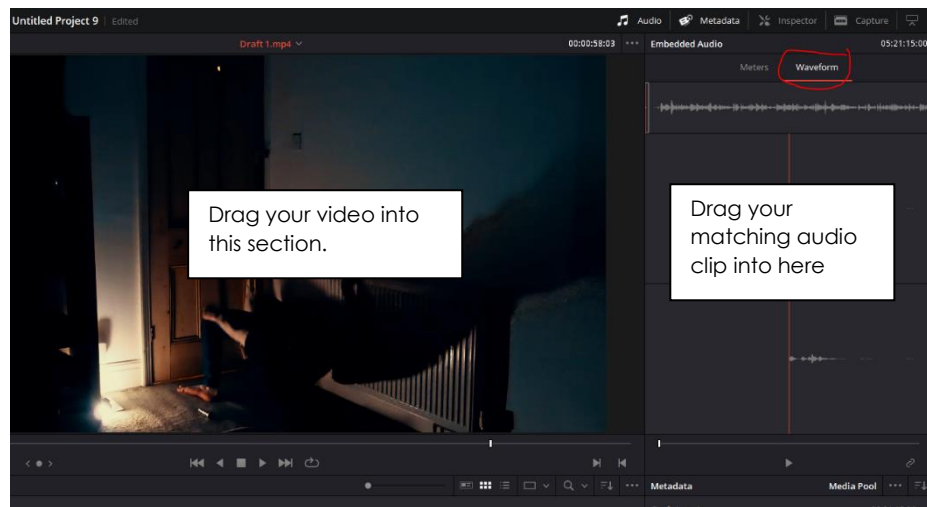 Untitled Project 9 Edited
Audio Metadata Inspector Capture
Draft 1.mp4 00:00:58:03 Embedded Audio 05:21:15:00
Meters Waveform
Drag your video into
this section.
Drag your
matching audio
clip into here
Metadata Media Pool